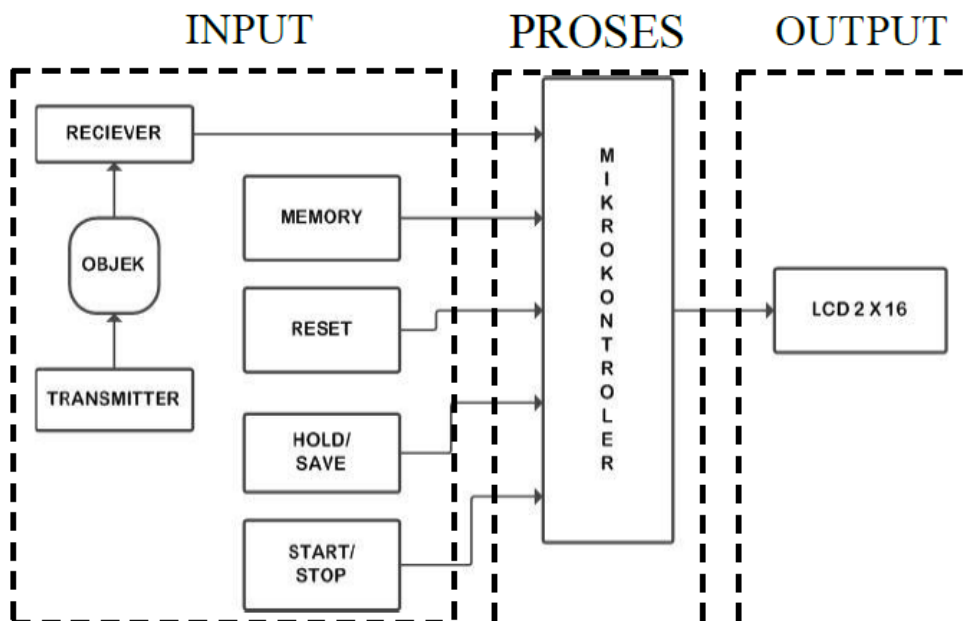 INPUT
PROSES
OUTPUT
RECIEVER
MEMORY
OBJEK
RESET
TRANSMITTER
HOLD/
SAVE
START/
STOP
MIKROKONTROLER
LCD 2 X 16